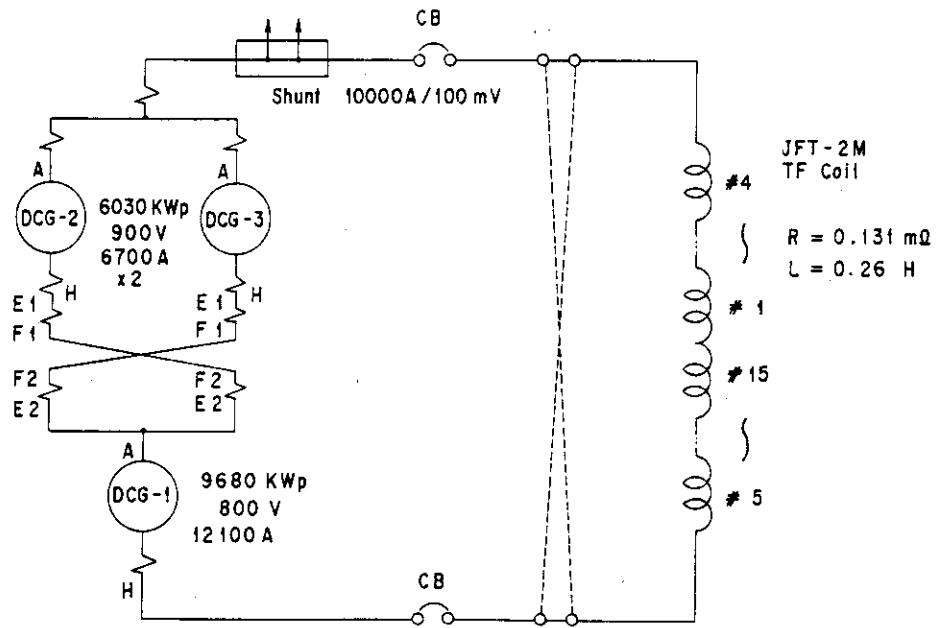 CB
Shunt 10000A/100 mV
JFT-2M
TF Coil
A
A
#4
DCG-2
6030 KWp
900V
6700A
x2
DCG-3
R = 0.131 mΩ
L = 0.26 H
H
H
E1
F1
E1
F1
#1
F2
E2
F2
E2
#15
A
DCG-1
9680 KWp
800 V
12100A
#5
H
CB